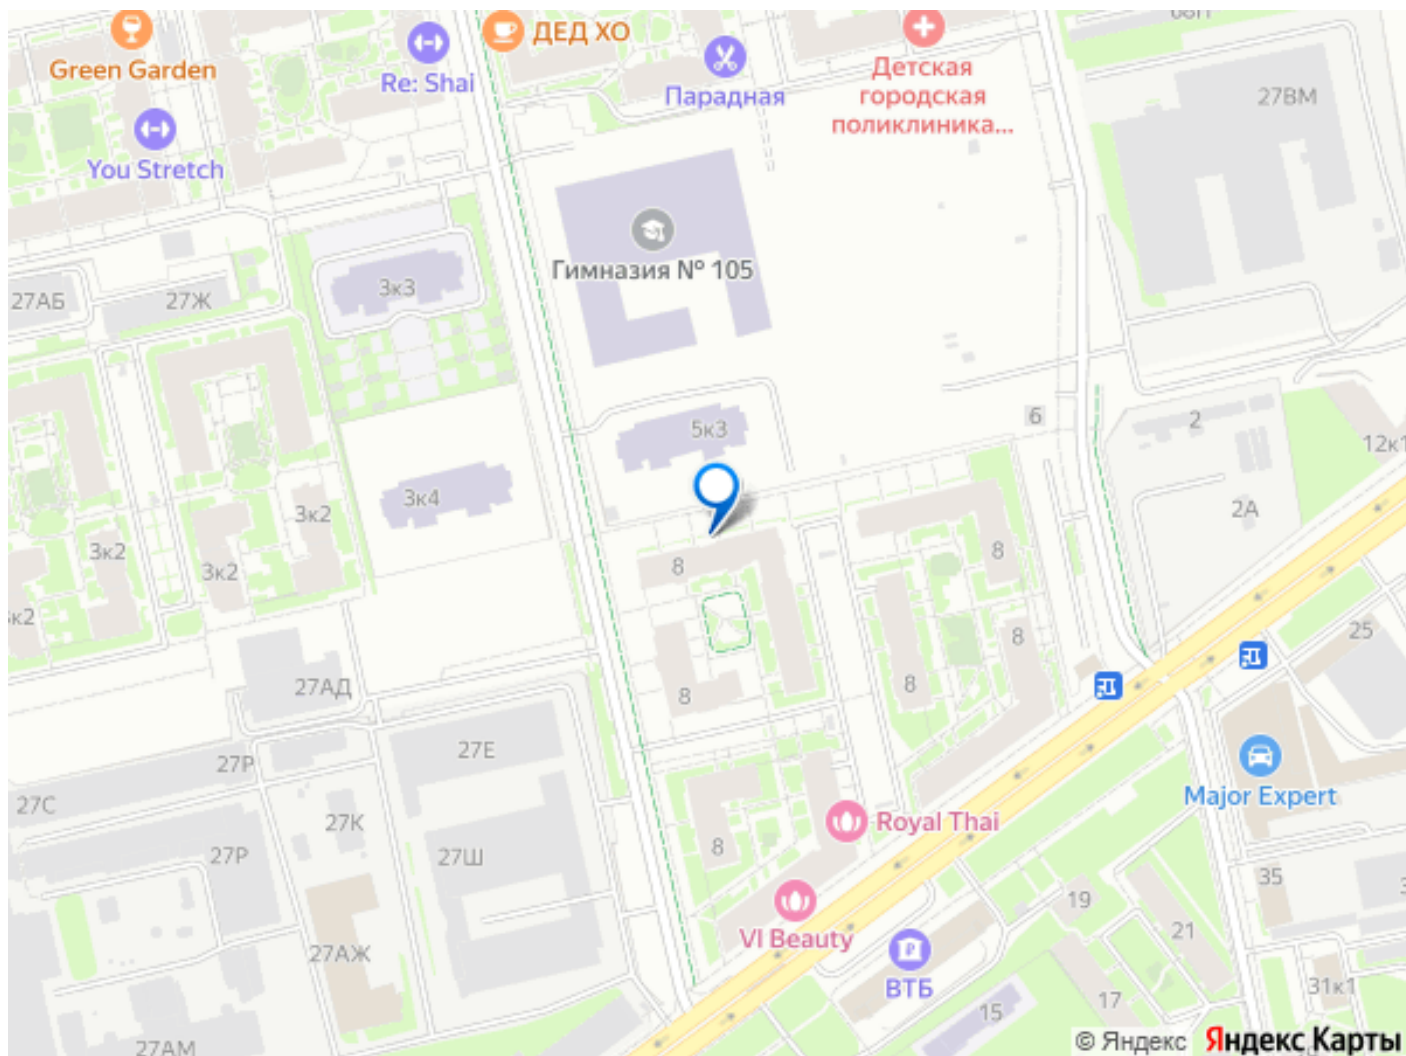 68Л
ДЕД ХО
Green Garden
Re: Shai
Парадная
Детская
городская
поликлиника...
27ВМ
You Stretch
Гимназия № 105
3к3
27АБ
27Ж
5к3
6
2
12к1
3к4
3к2
2А
3к2
3к2
8
8
к2
8
25
27АД
8
8
27Е
27Р
Major Expert
27С
27К
Royal Thai
8
27Р
27Ш
35
19
VI Beauty
21
27АЖ
ВТБ
31к1
17
15
27АМ
© Яндекс Яндекс Карты